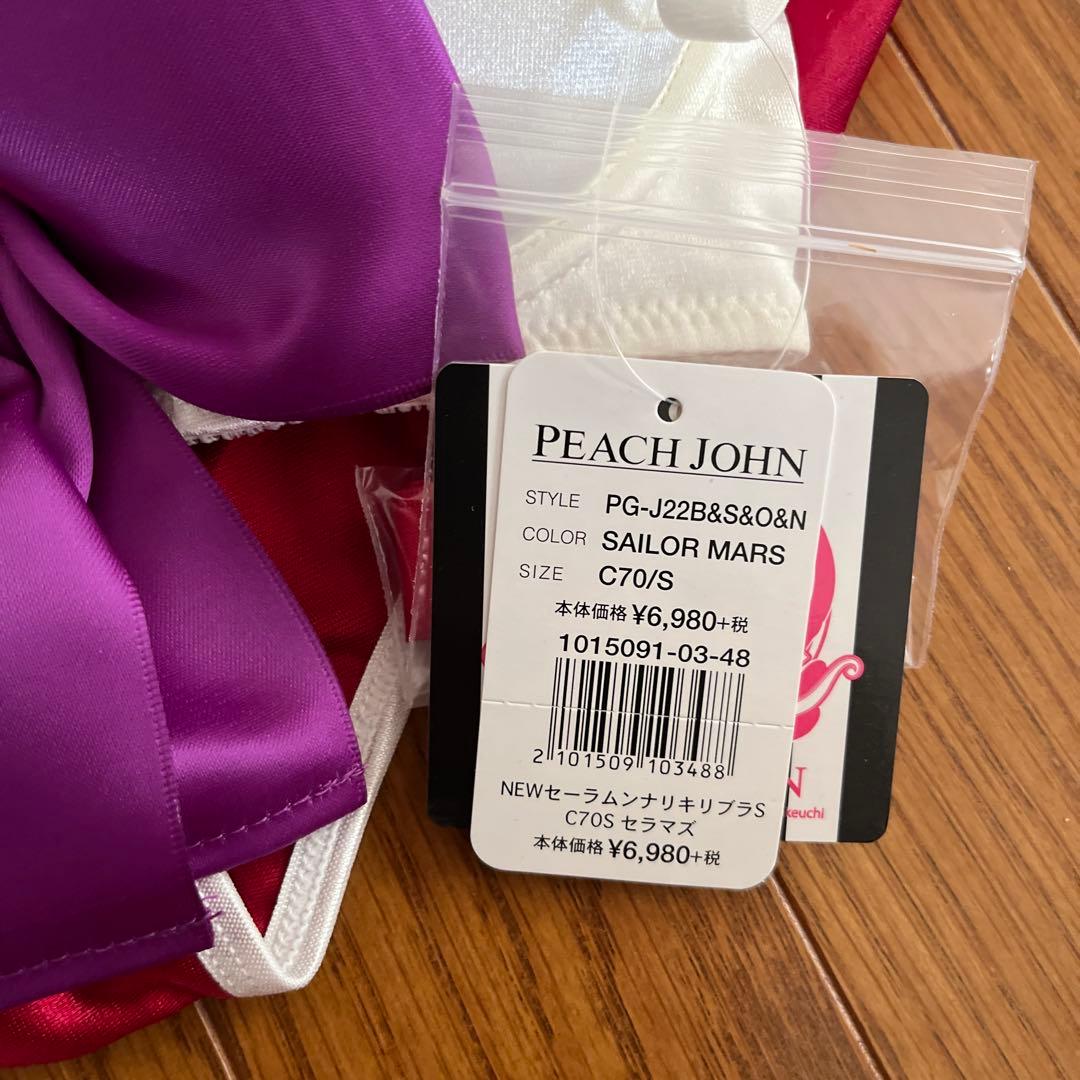 PEACH JOHN
STYLE PG-J22B&S&O&N
COLOR SAILOR MARS
SIZE C70/S
本体価格 ¥6,980+税
1015091-03-48
2 101509 103488
NEWセーラムンナリキリブラS
C70S セラマズ
本体価格 ¥6,980+税
N
keuchi